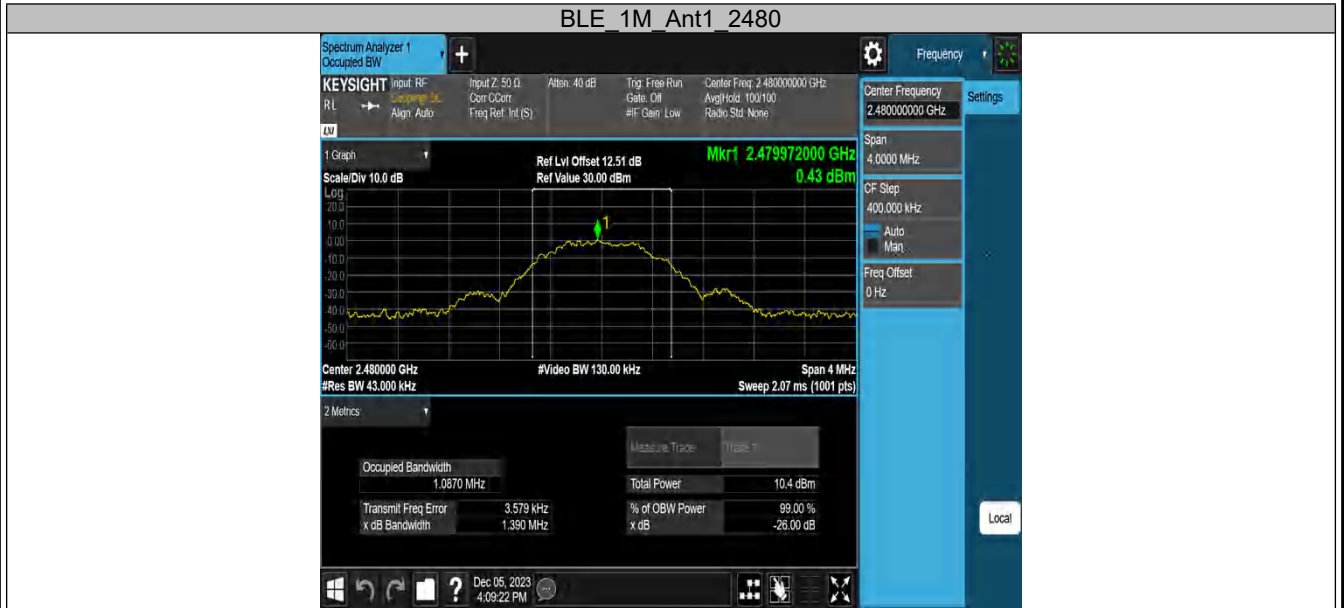 BLE_1M_Ant1_2480
Spectrum Analyzer 1
Occupied BW
+
Frequency
KEYSIGHT
RL
LXI
Input: RF
Coupling: DC
Align: Auto
Input Z: 50 Ω
Corr CCorr
Freq Ref: Int (S)
Atten: 40 dB
Trig: Free Run
Gate: Off
#IF Gain: Low
Center Freq: 2.480000000 GHz
Avg|Hold: 100/100
Radio Std: None
Center Frequency
2.480000000 GHz
Settings
Span
4.0000 MHz
CF Step
400.000 kHz
Auto
Man
Freq Offset
0 Hz
1 Graph
Scale/Div 10.0 dB
Ref Lvl Offset 12.51 dB
Ref Value 30.00 dBm
Mkr1 2.479972000 GHz
0.43 dBm
Log
20.0
10.0
0.00
-10.0
-20.0
-30.0
-40.0
-50.0
-60.0
1
Center 2.480000 GHz
#Video BW 130.00 kHz
Span 4 MHz
#Res BW 43.000 kHz
Sweep 2.07 ms (1001 pts)
2 Metrics
Measure Trace
Trace 1
Occupied Bandwidth
1.0870 MHz
Total Power
10.4 dBm
Transmit Freq Error
3.579 kHz
% of OBW Power
99.00 %
x dB Bandwidth
1.390 MHz
x dB
-26.00 dB
Local
?
Dec 05, 2023
4:09:22 PM